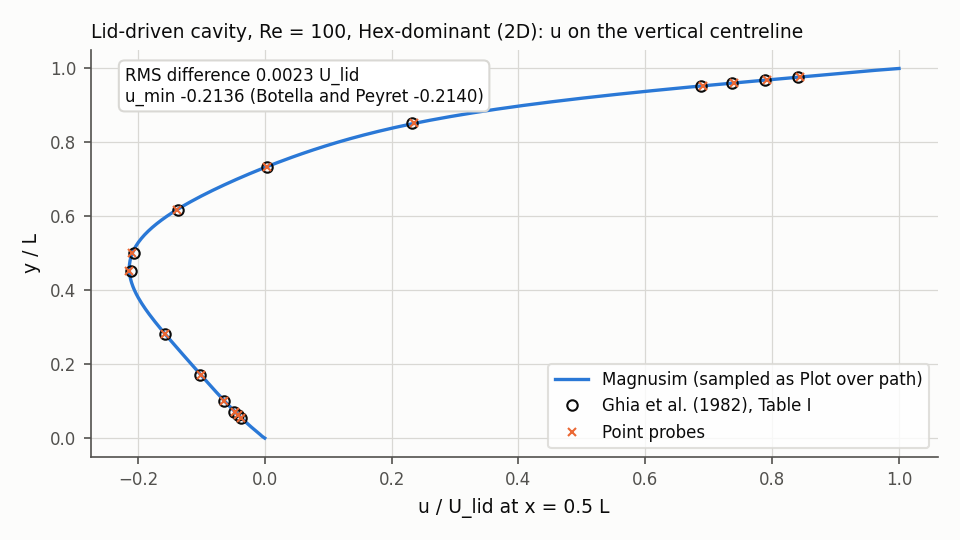 Lid-driven cavity, Re = 100, Hex-dominant (2D): u on the vertical centreline
RMS difference 0.0023 U_lid
u_min -0.2136 (Botella and Peyret -0.2140)
1.0
0.8
0.6
0.4
0.2
0.0
y / L
Magnusim (sampled as Plot over path)
Ghia et al. (1982), Table I
Point probes
−0.2
0.0
0.2
0.4
0.6
0.8
1.0
u / U_lid at x = 0.5 L